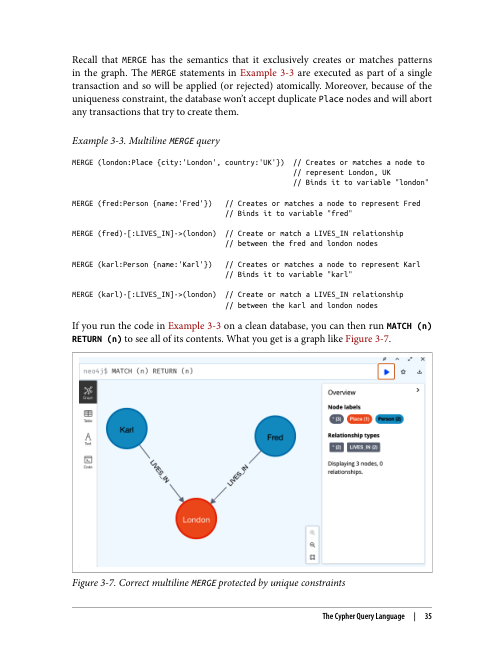 Recall that MERGE has the semantics that it exclusively creates or matches patterns
in the graph. The MERGE statements in Example 3-3 are executed as part of a single
transaction and so will be applied (or rejected) atomically. Moreover, because of the
uniqueness constraint, the database won't accept duplicate Place nodes and will abort
any transactions that try to create them.
Example 3-3. Multiline MERGE query
MERGE (london:Place {city:'London', country:'UK'}) // Creates or matches a node to
// represent London, UK
// Binds it to variable "london"
MERGE (fred:Person {name:'Fred'}) // Creates or matches a node to represent Fred
// Binds it to variable "fred"
MERGE (fred)-[:LIVES_IN]->(london) // Create or match a LIVES_IN relationship
// between the fred and london nodes
MERGE (karl:Person {name:'Karl'}) // Creates or matches a node to represent Karl
// Binds it to variable "karl"
MERGE (karl)-[:LIVES_IN]->(london) // Create or match a LIVES_IN relationship
// between the karl and london nodes
If you run the code in Example 3-3 on a clean database, you can then run MATCH (n)
RETURN (n) to see all of its contents. What you get is a graph like Figure 3-7.
neo4j$ MATCH (n) RETURN (n)
Graph
Table
Text
Code
Karl
Fred
LIVES_IN
LIVES_IN
London
Overview
Node labels
* (3) Place (1) Person (2)
Relationship types
* (2) LIVES_IN (2)
Displaying 3 nodes, 0
relationships.
Figure 3-7. Correct multiline MERGE protected by unique constraints
The Cypher Query Language | 35